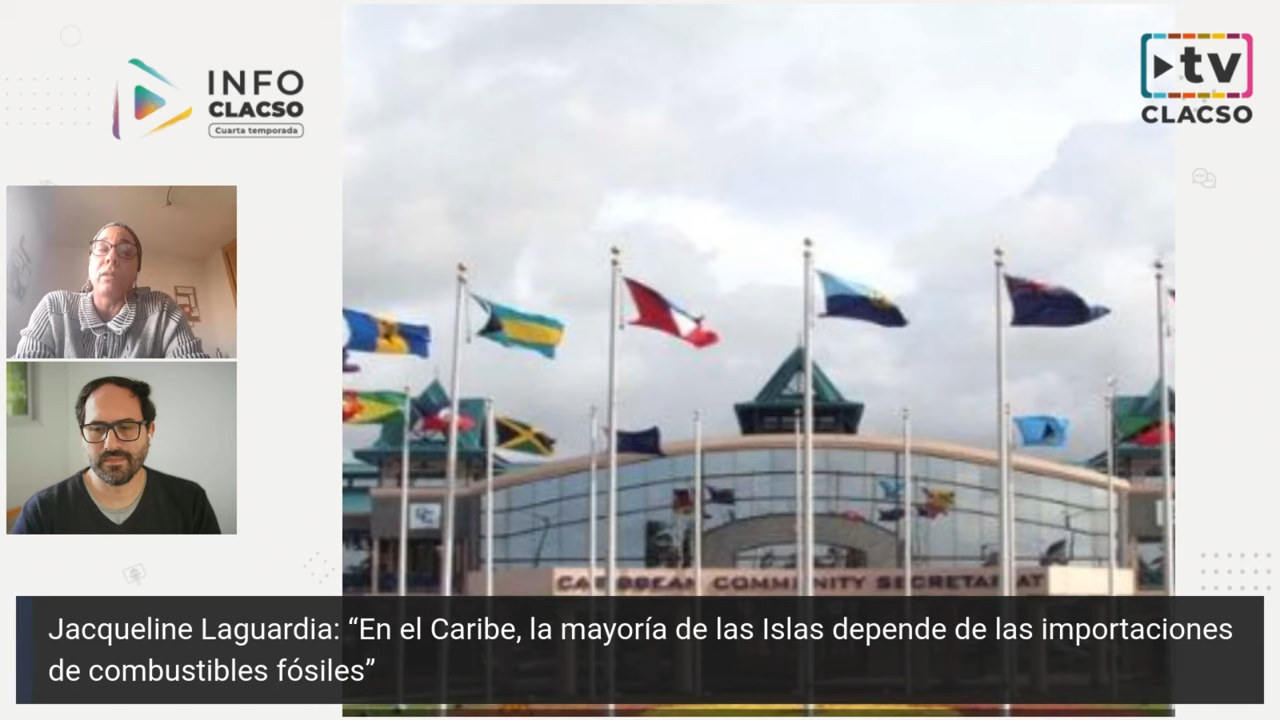 INFO
CLACSO
Cuarta temporada
tv
CLACSO
CARIBBEAN COMMUNITY SECRETARIAT
Jacqueline Laguardia: “En el Caribe, la mayoría de las Islas depende de las importaciones
de combustibles fósiles”